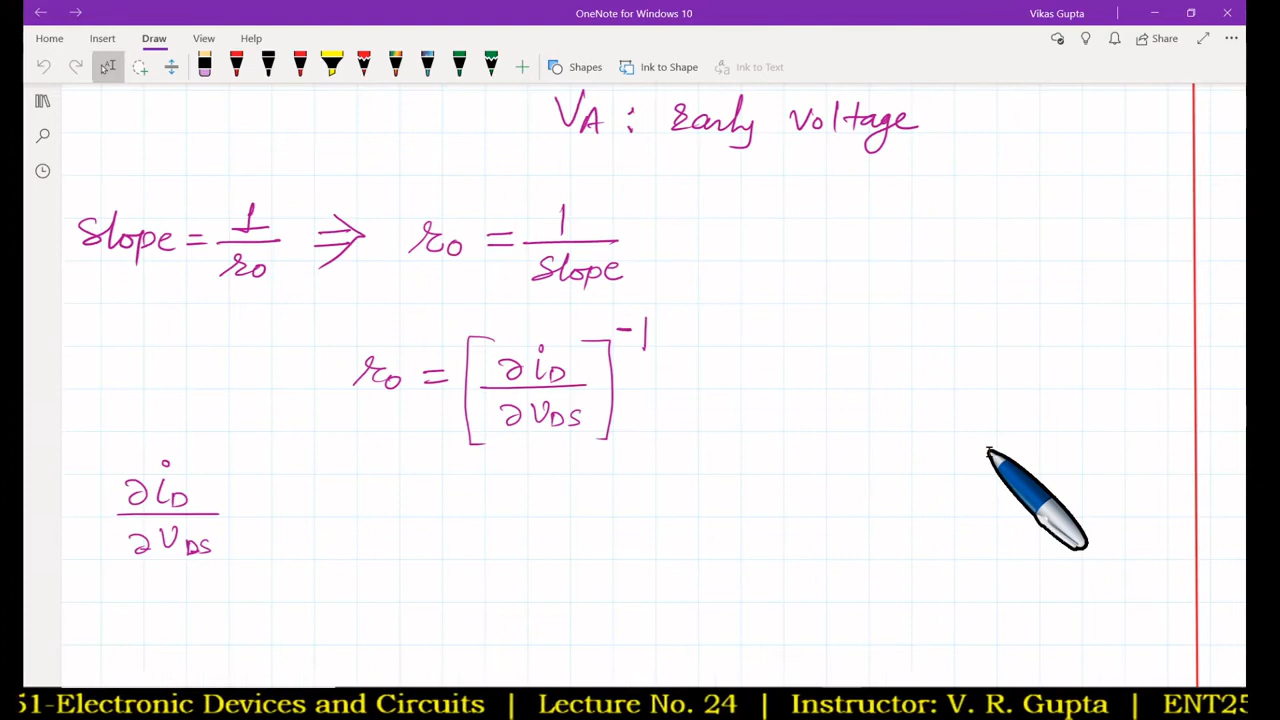 OneNote for Windows 10
Vikas Gupta
Home Insert Draw View Help
Share
Shapes Ink to Shape Ink to Text
VA : Early voltage
Slope = 1/ro ⇒ ro = 1/Slope
ro = [∂iD/∂vDS]^-1
∂iD/∂vDS
51-Electronic Devices and Circuits | Lecture No. 24 | Instructor: V. R. Gupta | ENT25